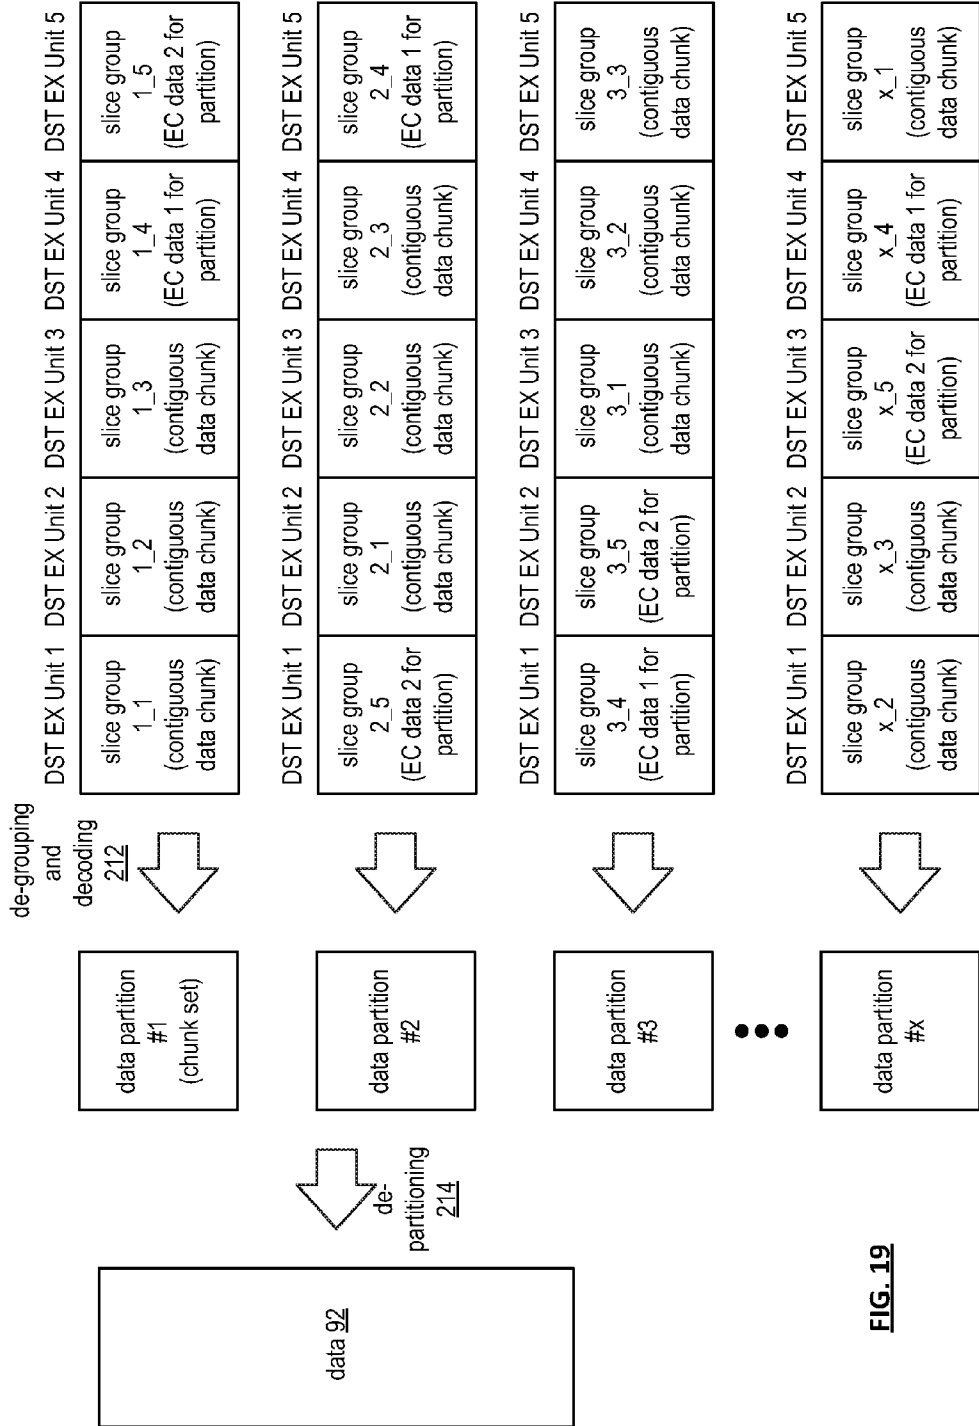 data 92
de-
partitioning
214
data partition
#1
(chunk set)
data partition
#2
data partition
#3
data partition
#x
de-grouping
and
decoding
212
DST EX Unit 1
slice group
1_1
(contiguous
data chunk)
DST EX Unit 2
slice group
1_2
(contiguous
data chunk)
DST EX Unit 3
slice group
1_3
(contiguous
data chunk)
DST EX Unit 4
slice group
1_4
(EC data 1 for
partition)
DST EX Unit 5
slice group
1_5
(EC data 2 for
partition)
DST EX Unit 1
slice group
2_5
(EC data 2 for
partition)
DST EX Unit 2
slice group
2_1
(contiguous
data chunk)
DST EX Unit 3
slice group
2_2
(contiguous
data chunk)
DST EX Unit 4
slice group
2_3
(contiguous
data chunk)
DST EX Unit 5
slice group
2_4
(EC data 1 for
partition)
DST EX Unit 1
slice group
3_4
(EC data 1 for
partition)
DST EX Unit 2
slice group
3_5
(EC data 2 for
partition)
DST EX Unit 3
slice group
3_1
(contiguous
data chunk)
DST EX Unit 4
slice group
3_2
(contiguous
data chunk)
DST EX Unit 5
slice group
3_3
(contiguous
data chunk)
DST EX Unit 1
slice group
x_2
(contiguous
data chunk)
DST EX Unit 2
slice group
x_3
(contiguous
data chunk)
DST EX Unit 3
slice group
x_5
(EC data 2 for
partition)
DST EX Unit 4
slice group
x_4
(EC data 1 for
partition)
DST EX Unit 5
slice group
x_1
(contiguous
data chunk)
FIG. 19